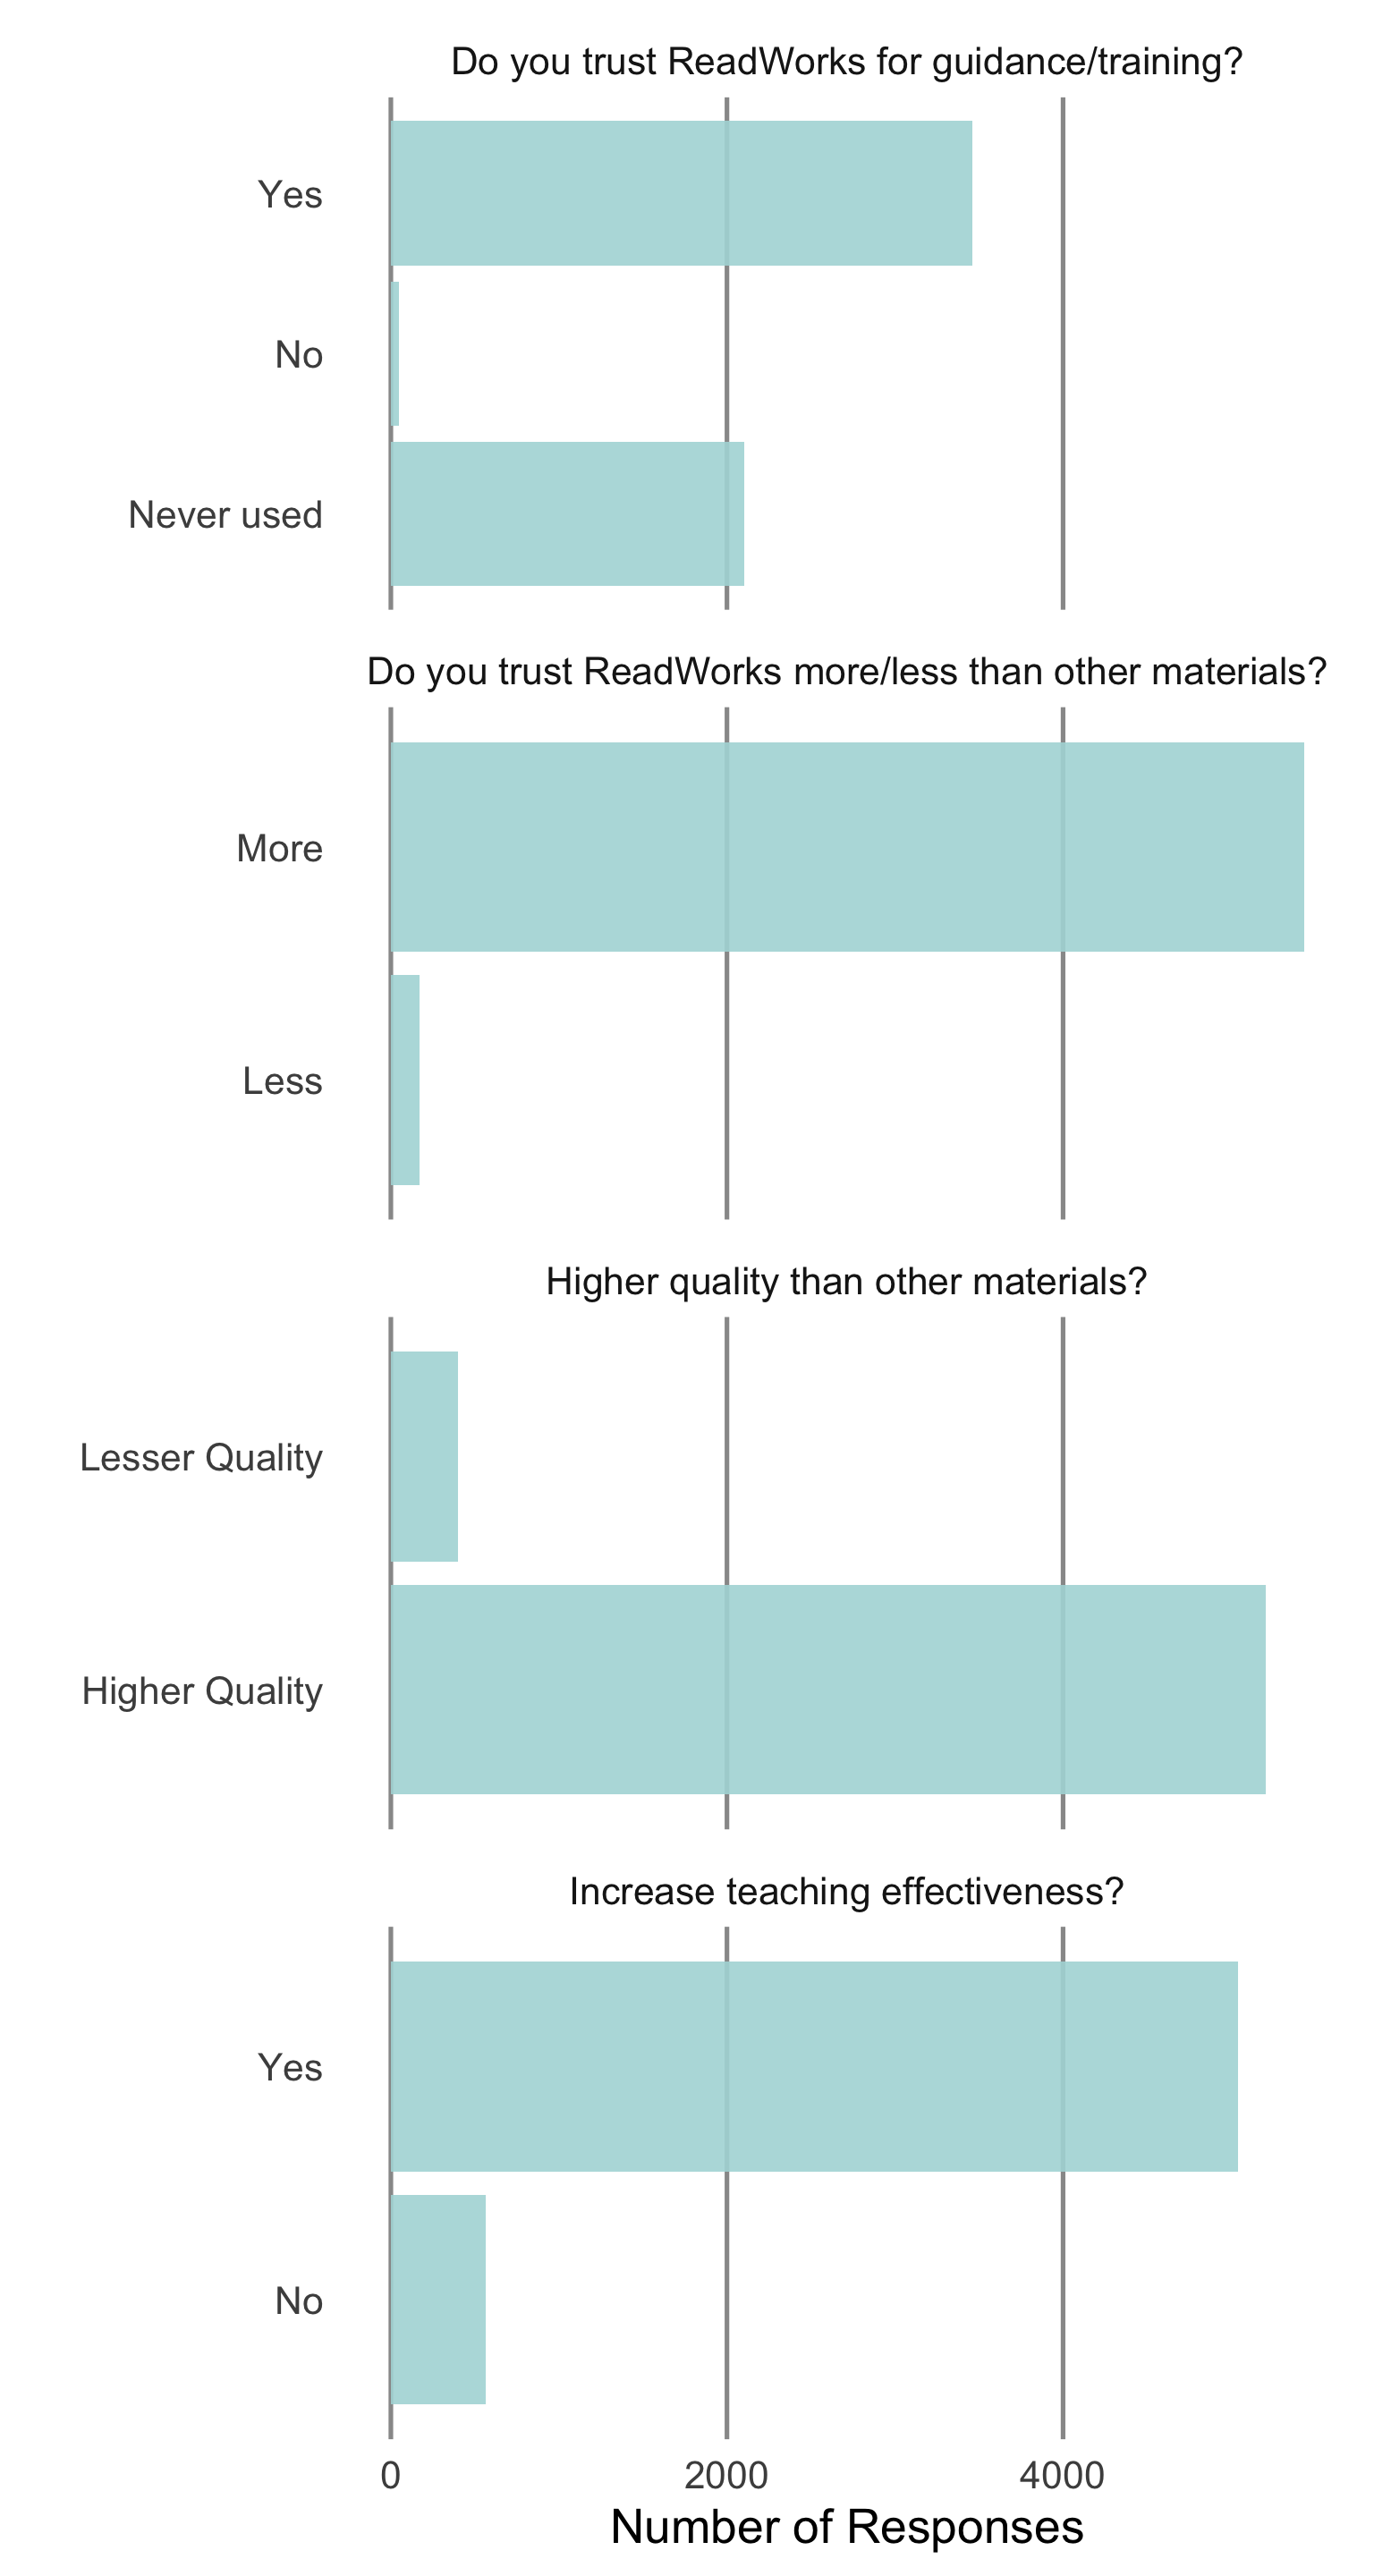 Do you trust ReadWorks for guidance/training?
Yes
No
Never used
Do you trust ReadWorks more/less than other materials?
More
Less
Higher quality than other materials?
Lesser Quality
Higher Quality
Increase teaching effectiveness?
Yes
No
0 2000 4000
Number of Responses